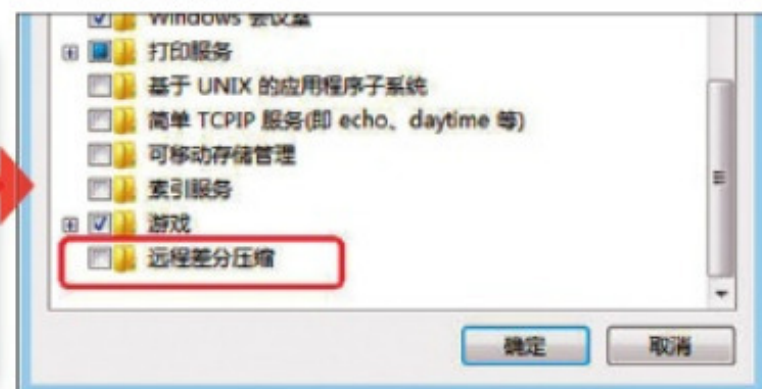 Windows 会议室
打印服务
基于 UNIX 的应用程序子系统
简单 TCPIP 服务(即 echo、daytime 等)
可移动存储管理
索引服务
游戏
远程差分压缩
确定 取消